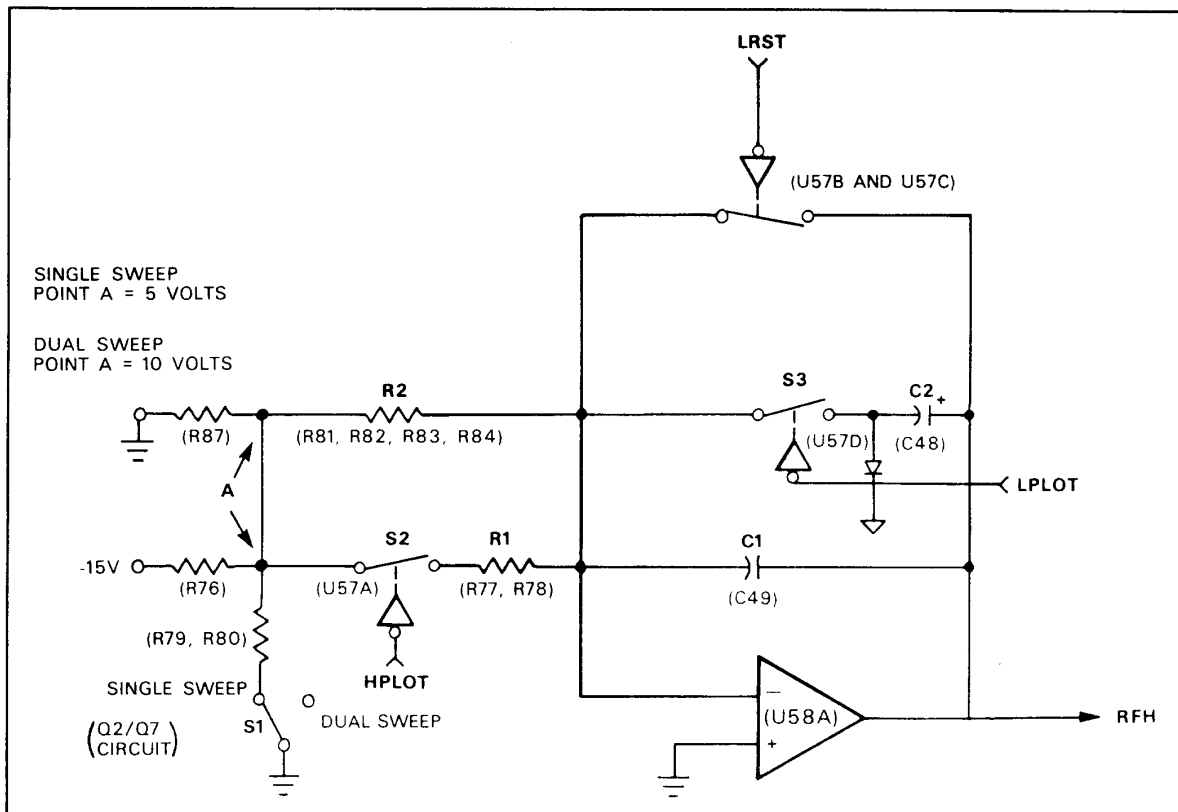 LRST
(U57B AND U57C)
SINGLE SWEEP
POINT A = 5 VOLTS
DUAL SWEEP
POINT A = 10 VOLTS
R2
S3
C2
+
(R87)
(R81, R82, R83, R84)
(U57D)
(C48)
A
LPLOT
S2
R1
C1
-15V
(R76)
(U57A)
(R77, R78)
(C49)
(R79, R80)
HPLOT
SINGLE SWEEP
DUAL SWEEP
S1
(Q2/Q7
CIRCUIT)
−
(U58A)
+
RFH